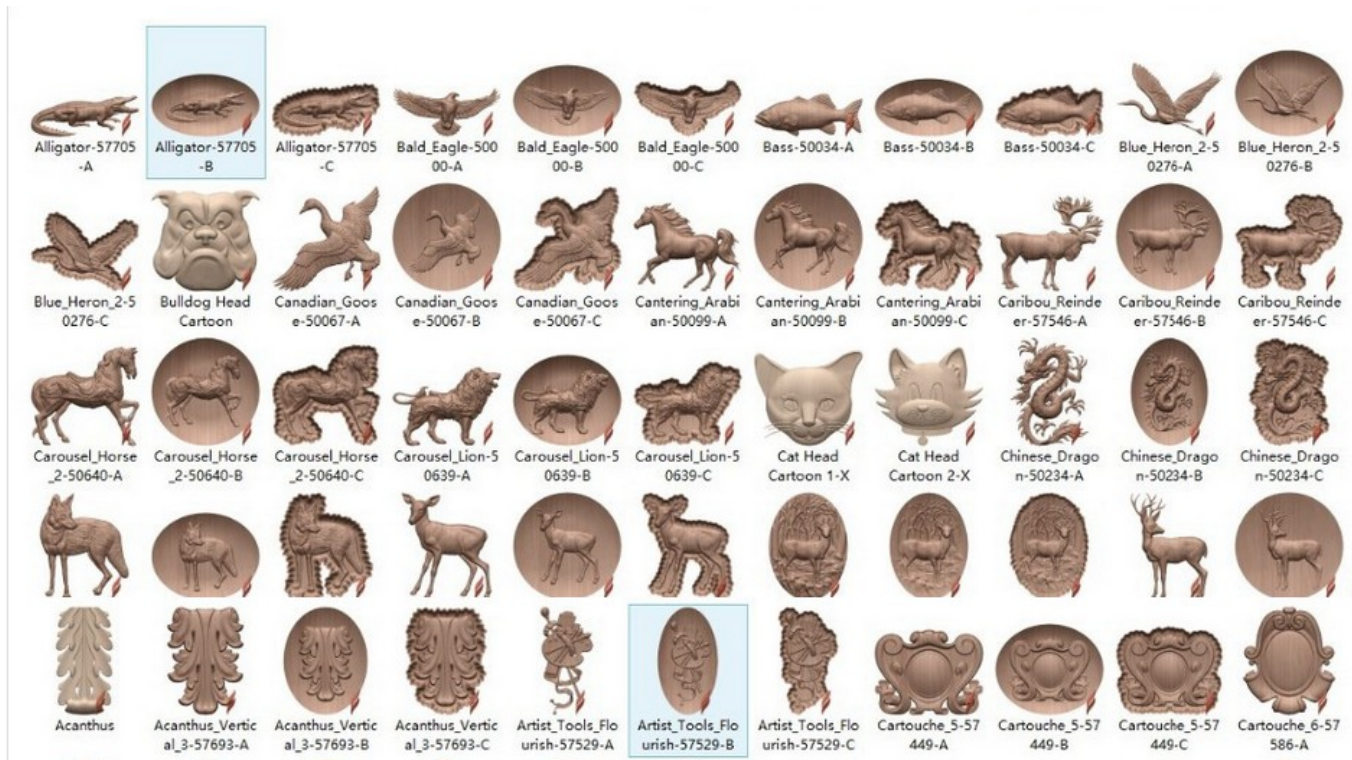 Alligator-57705
-A
Alligator-57705
-B
Alligator-57705
-C
Bald_Eagle-500
00-A
Bald_Eagle-500
00-B
Bald_Eagle-500
00-C
Bass-50034-A
Bass-50034-B
Bass-50034-C
Blue_Heron_2-5
0276-A
Blue_Heron_2-5
0276-B
Blue_Heron_2-5
0276-C
Bulldog Head
Cartoon
Canadian_Goos
e-50067-A
Canadian_Goos
e-50067-B
Canadian_Goos
e-50067-C
Cantering_Arabi
an-50099-A
Cantering_Arabi
an-50099-B
Cantering_Arabi
an-50099-C
Caribou_Reinde
er-57546-A
Caribou_Reinde
er-57546-B
Caribou_Reinde
er-57546-C
Carousel_Horse
_2-50640-A
Carousel_Horse
_2-50640-B
Carousel_Horse
_2-50640-C
Carousel_Lion-5
0639-A
Carousel_Lion-5
0639-B
Carousel_Lion-5
0639-C
Cat Head
Cartoon 1-X
Cat Head
Cartoon 2-X
Chinese_Drago
n-50234-A
Chinese_Drago
n-50234-B
Chinese_Drago
n-50234-C
Acanthus
Acanthus_Vertic
al_3-57693-A
Acanthus_Vertic
al_3-57693-B
Acanthus_Vertic
al_3-57693-C
Artist_Tools_Flo
urish-57529-A
Artist_Tools_Flo
urish-57529-B
Artist_Tools_Flo
urish-57529-C
Cartouche_5-57
449-A
Cartouche_5-57
449-B
Cartouche_5-57
449-C
Cartouche_6-57
586-A